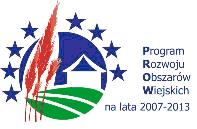 Program
Rozwoju
Obszarów
Wiejskich
na lata 2007-2013